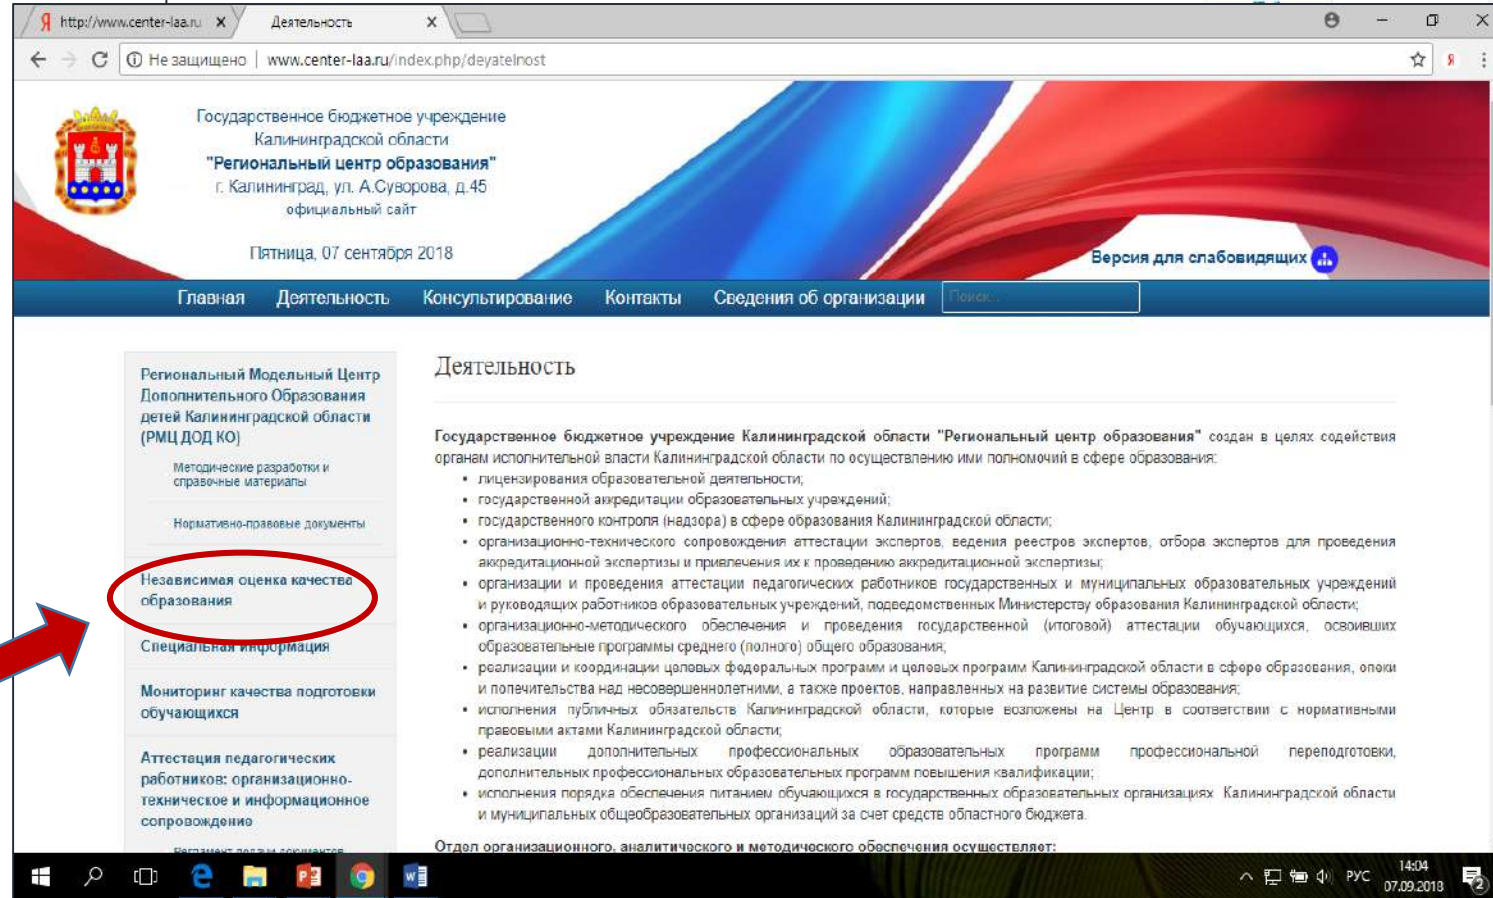 http://www.center-laa.ru
Деятельность
Не защищено | www.center-laa.ru/index.php/deyatelnost
Государственное бюджетное учреждение
Калининградской области
"Региональный центр образования"
г. Калининград, ул. А.Суворова, д.45
официальный сайт
Пятница, 07 сентября 2018
Версия для слабовидящих
Главная Деятельность Консультирование Контакты Сведения об организации Поиск...
Региональный Модельный Центр
Дополнительного Образования
детей Калининградской области
(РМЦ ДОД КО)
Методические разработки и
справочные материалы
Нормативно-правовые документы
Независимая оценка качества
образования
Специальная информация
Мониторинг качества подготовки
обучающихся
Аттестация педагогических
работников: организационно-
техническое и информационное
сопровождение
Регламент подачи документов
Деятельность
Государственное бюджетное учреждение Калининградской области "Региональный центр образования" создан в целях содействия
органам исполнительной власти Калининградской области по осуществлению ими полномочий в сфере образования:
• лицензирования образовательной деятельности;
• государственной аккредитации образовательных учреждений;
• государственного контроля (надзора) в сфере образования Калининградской области;
• организационно-технического сопровождения аттестации экспертов, ведения реестров экспертов, отбора экспертов для проведения
аккредитационной экспертизы и привлечения их к проведению аккредитационной экспертизы;
• организации и проведения аттестации педагогических работников государственных и муниципальных образовательных учреждений
и руководящих работников образовательных учреждений, подведомственных Министерству образования Калининградской области;
• организационно-методического обеспечения и проведения государственной (итоговой) аттестации обучающихся, освоивших
образовательные программы среднего (полного) общего образования;
• реализации и координации целевых федеральных программ и целевых программ Калининградской области в сфере образования, опеки
и попечительства над несовершеннолетними, а также проектов, направленных на развитие системы образования;
• исполнения публичных обязательств Калининградской области, которые возложены на Центр в соответствии с нормативными
правовыми актами Калининградской области;
• реализации дополнительных профессиональных образовательных программ профессиональной переподготовки,
дополнительных профессиональных образовательных программ повышения квалификации;
• исполнения порядка обеспечения питанием обучающихся в государственных образовательных организациях Калининградской области
и муниципальных общеобразовательных организаций за счет средств областного бюджета.
Отдел организационного, аналитического и методического обеспечения осуществляет:
РУС
14:04
07.09.2018
2